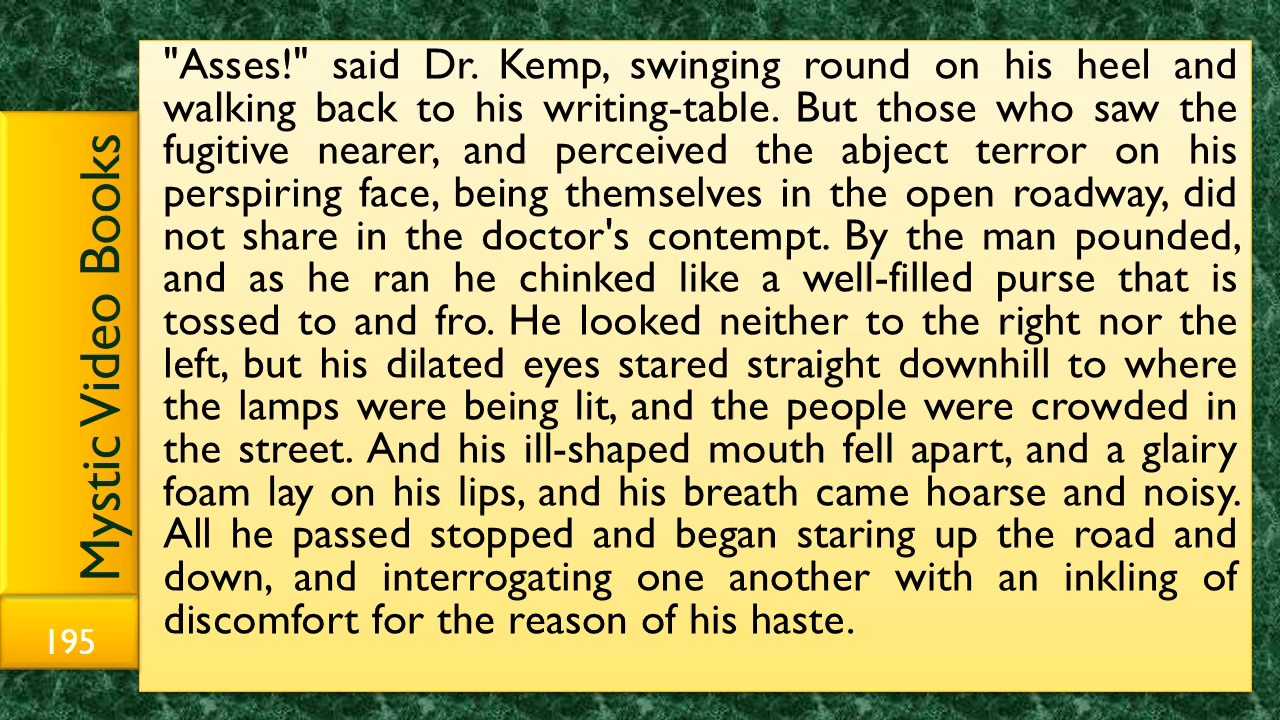 "Asses!" said Dr. Kemp, swinging round on his heel and
walking back to his writing-table. But those who saw the
fugitive nearer, and perceived the abject terror on his
perspiring face, being themselves in the open roadway, did
not share in the doctor's contempt. By the man pounded,
and as he ran he chinked like a well-filled purse that is
tossed to and fro. He looked neither to the right nor the
left, but his dilated eyes stared straight downhill to where
the lamps were being lit, and the people were crowded in
the street. And his ill-shaped mouth fell apart, and a glairy
foam lay on his lips, and his breath came hoarse and noisy.
All he passed stopped and began staring up the road and
down, and interrogating one another with an inkling of
discomfort for the reason of his haste.
Mystic Video Books
195